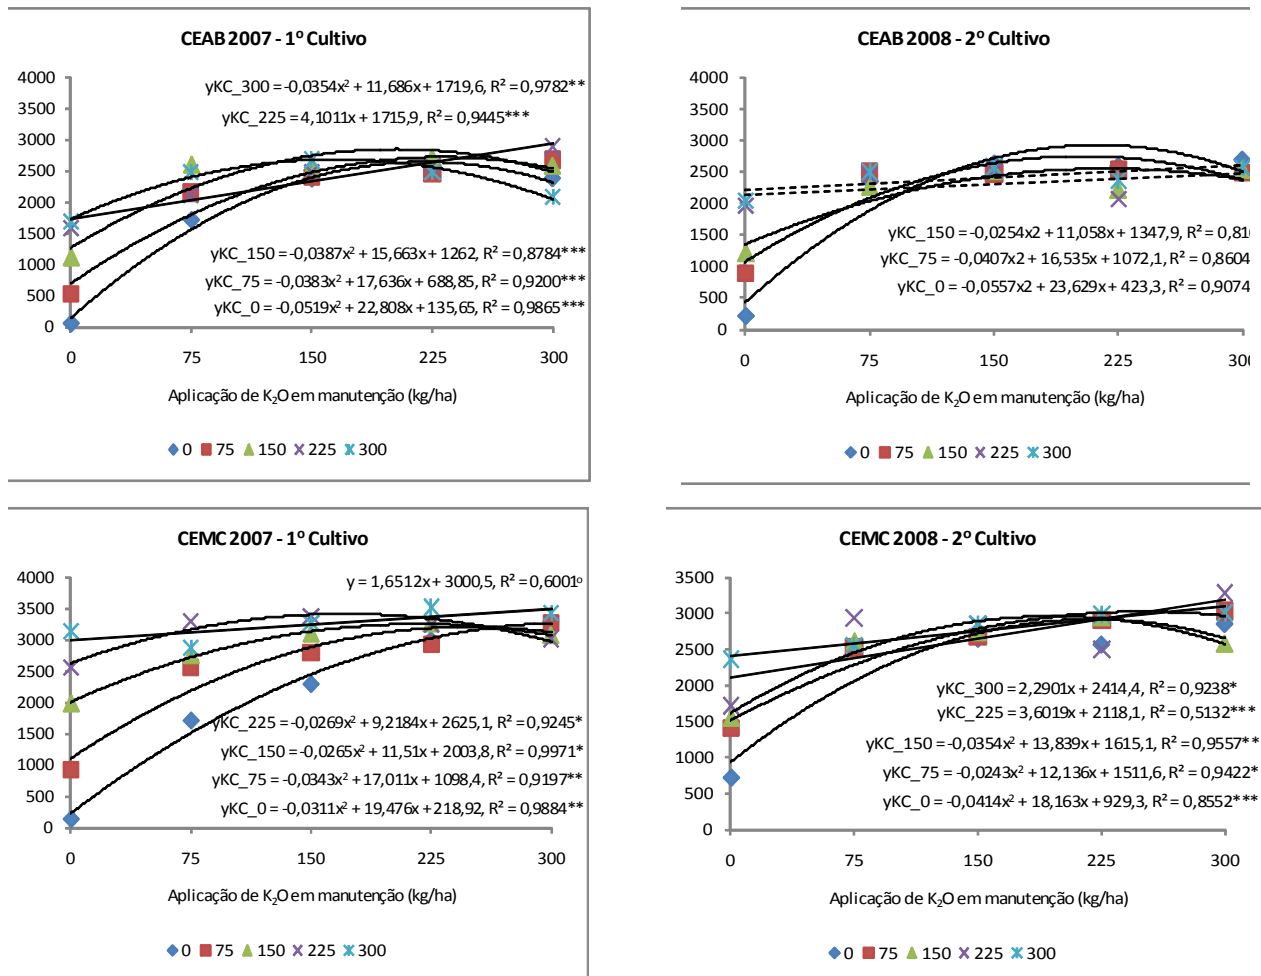 CEAB 2007 - 1º Cultivo
4000
3500
3000
2500
2000
1500
1000
500
0
yKC_300 = -0,0354x² + 11,686x + 1719,6, R² = 0,9782**
yKC_225 = 4,1011x + 1715,9, R² = 0,9445***
yKC_150 = -0,0387x² + 15,663x + 1262, R² = 0,8784***
yKC_75 = -0,0383x² + 17,636x + 688,85, R² = 0,9200***
yKC_0 = -0,0519x² + 22,808x + 135,65, R² = 0,9865***
0 75 150 225 300
Aplicação de K₂O em manutenção (kg/ha)
0 75 150 225 300
CEAB 2008 - 2º Cultivo
4000
3500
3000
2500
2000
1500
1000
500
0
yKC_150 = -0,0254x2 + 11,058x + 1347,9, R² = 0,816
yKC_75 = -0,0407x2 + 16,535x + 1072,1, R² = 0,8604
yKC_0 = -0,0557x2 + 23,629x + 423,3, R² = 0,9074
0 75 150 225 300
Aplicação de K₂O em manutenção (kg/ha)
0 75 150 225 300
CEMC 2007 - 1º Cultivo
4000
3500
3000
2500
2000
1500
1000
500
0
y = 1,6512x + 3000,5, R² = 0,6001º
yKC_225 = -0,0269x² + 9,2184x + 2625,1, R² = 0,9245*
yKC_150 = -0,0265x² + 11,51x + 2003,8, R² = 0,9971*
yKC_75 = -0,0343x² + 17,011x + 1098,4, R² = 0,9197**
yKC_0 = -0,0311x² + 19,476x + 218,92, R² = 0,9884**
0 75 150 225 300
Aplicação de K₂O em manutenção (kg/ha)
0 75 150 225 300
CEMC 2008 - 2º Cultivo
3500
3000
2500
2000
1500
1000
500
0
yKC_300 = 2,2901x + 2414,4, R² = 0,9238*
yKC_225 = 3,6019x + 2118,1, R² = 0,5132***
yKC_150 = -0,0354x² + 13,839x + 1615,1, R² = 0,9557**
yKC_75 = -0,0243x² + 12,136x + 1511,6, R² = 0,9422*
yKC_0 = -0,0414x² + 18,163x + 929,3, R² = 0,8552***
0 75 150 225 300
Aplicação de K₂O em manutenção (kg/ha)
0 75 150 225 300